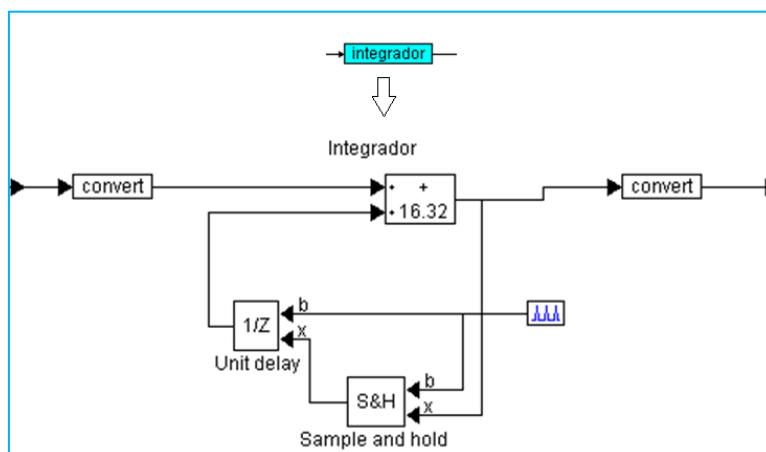 integrador
Integrador
convert
+
16.32
convert
b
1/Z
x
Unit delay
b
S&H
x
Sample and hold